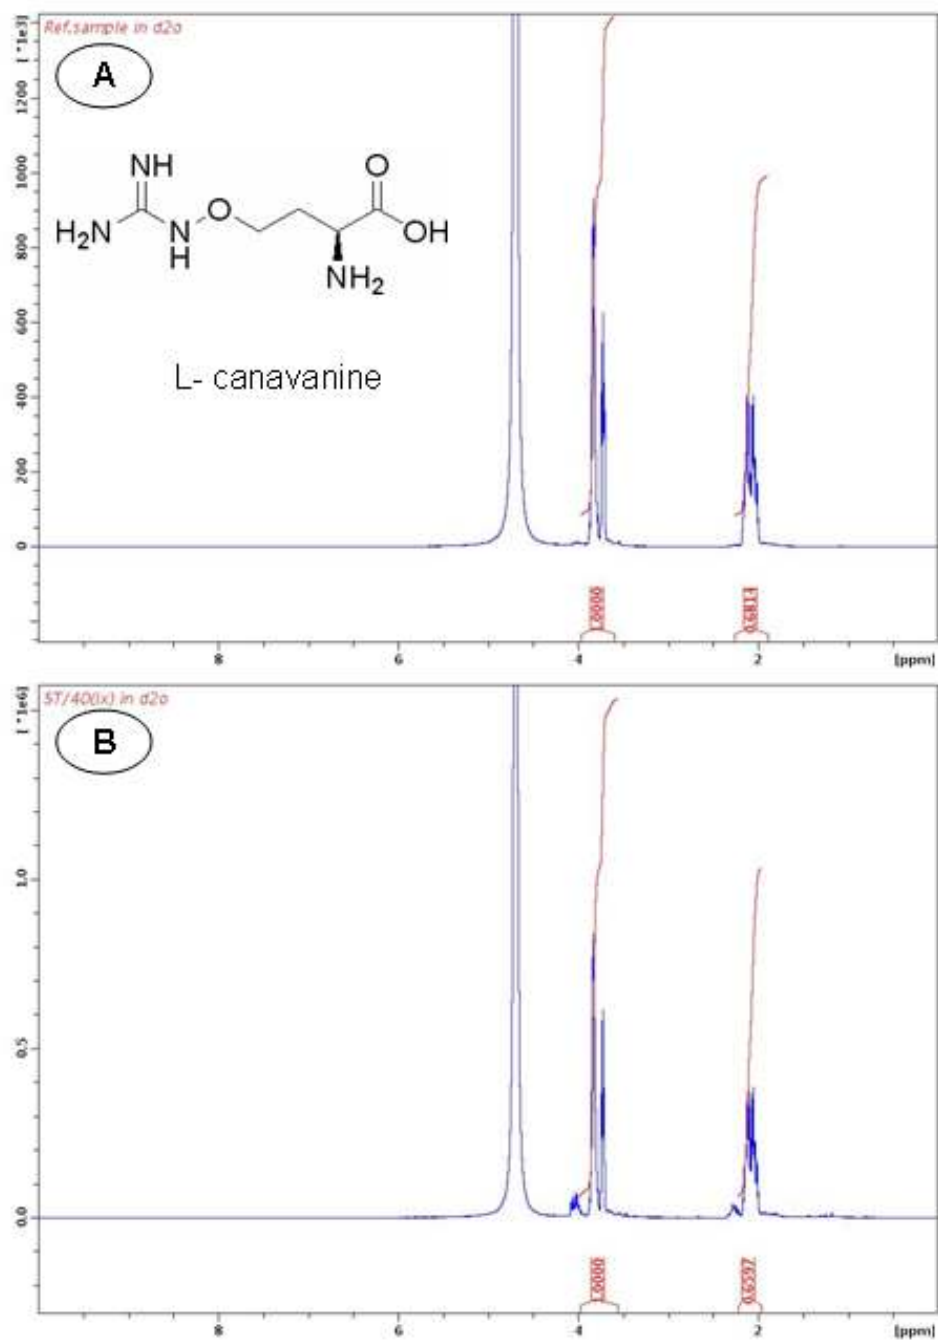 Ref.sample in d2o
[ *1e3]
A
1200
1000
800
600
400
200
0
NH
O
H2N
N
H
O
OH
NH2
L- canavanine
1.0000
0.6813
8
6
4
2
[ppm]
ST/40(ix) in d2o
[ *1e6]
B
1.0
0.5
0.0
1.0000
0.6597
8
6
4
2
[ppm]